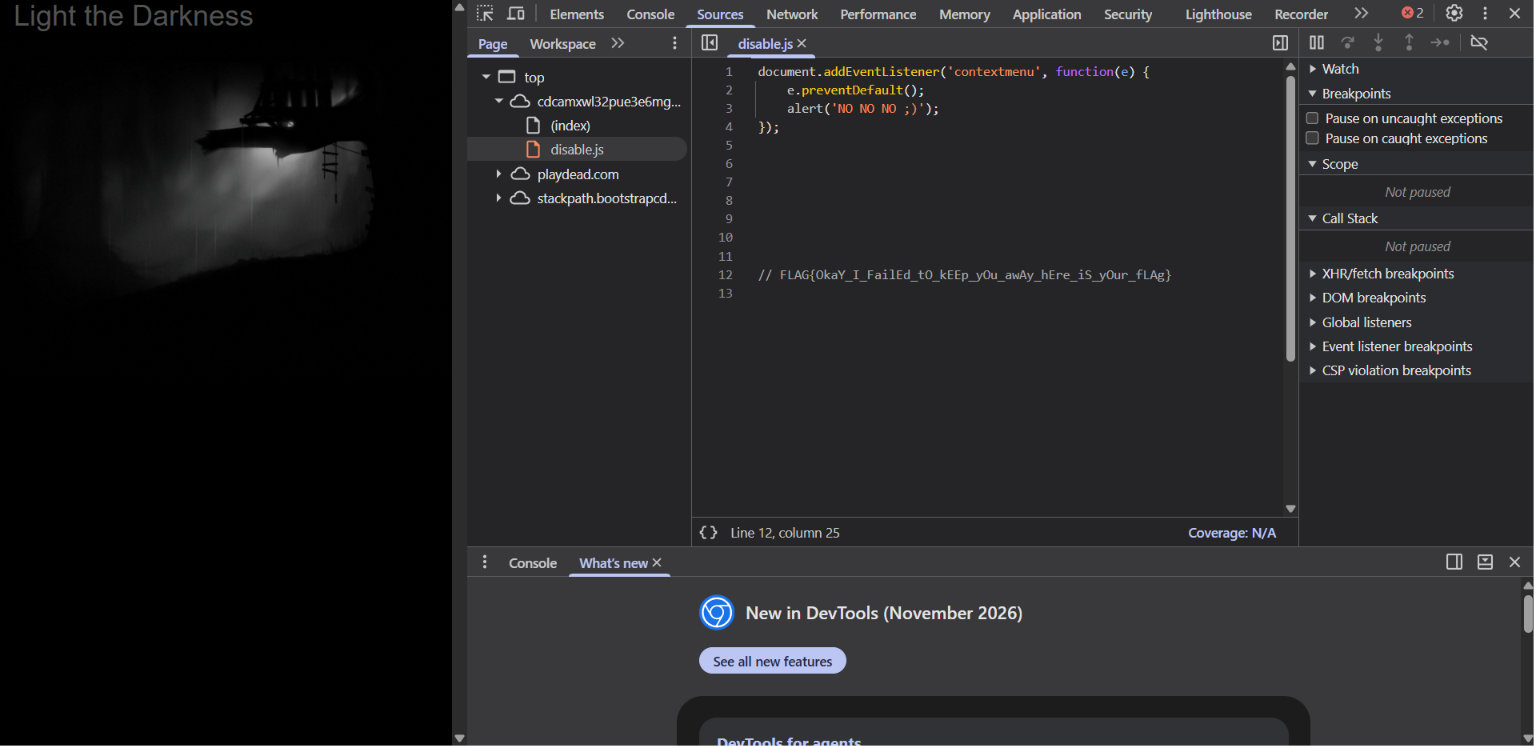 Light the Darkness
Elements Console Sources Network Performance Memory Application Security Lighthouse Recorder 2
Page Workspace
disable.js
top
cdcamxwl32pue3e6mg...
(index)
disable.js
playdead.com
stackpath.bootstrapcd...
1 document.addEventListener('contextmenu', function(e) {
2 e.preventDefault();
3 alert('NO NO NO ;)');
4 });
5
6
7
8
9
10
11
12 // FLAG{OkaY_I_FailEd_tO_kEEp_yOu_awAy_hEre_iS_yOur_fLAg}
13
{ } Line 12, column 25 Coverage: N/A
Watch
Breakpoints
Pause on uncaught exceptions
Pause on caught exceptions
Scope
Not paused
Call Stack
Not paused
XHR/fetch breakpoints
DOM breakpoints
Global listeners
Event listener breakpoints
CSP violation breakpoints
Console What's new
New in DevTools (November 2026)
See all new features
DevTools for agents